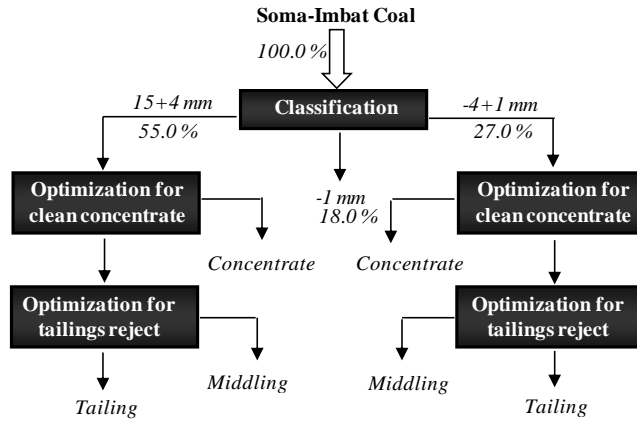 Soma-Imbat Coal
100.0 %
15+4 mm
Classification
-4+1 mm
55.0 %
27.0 %
Optimization for
clean concentrate
-1 mm
18.0 %
Optimization for
clean concentrate
Concentrate
Concentrate
Optimization for
tailings reject
Optimization for
tailings reject
Middling
Middling
Tailing
Tailing